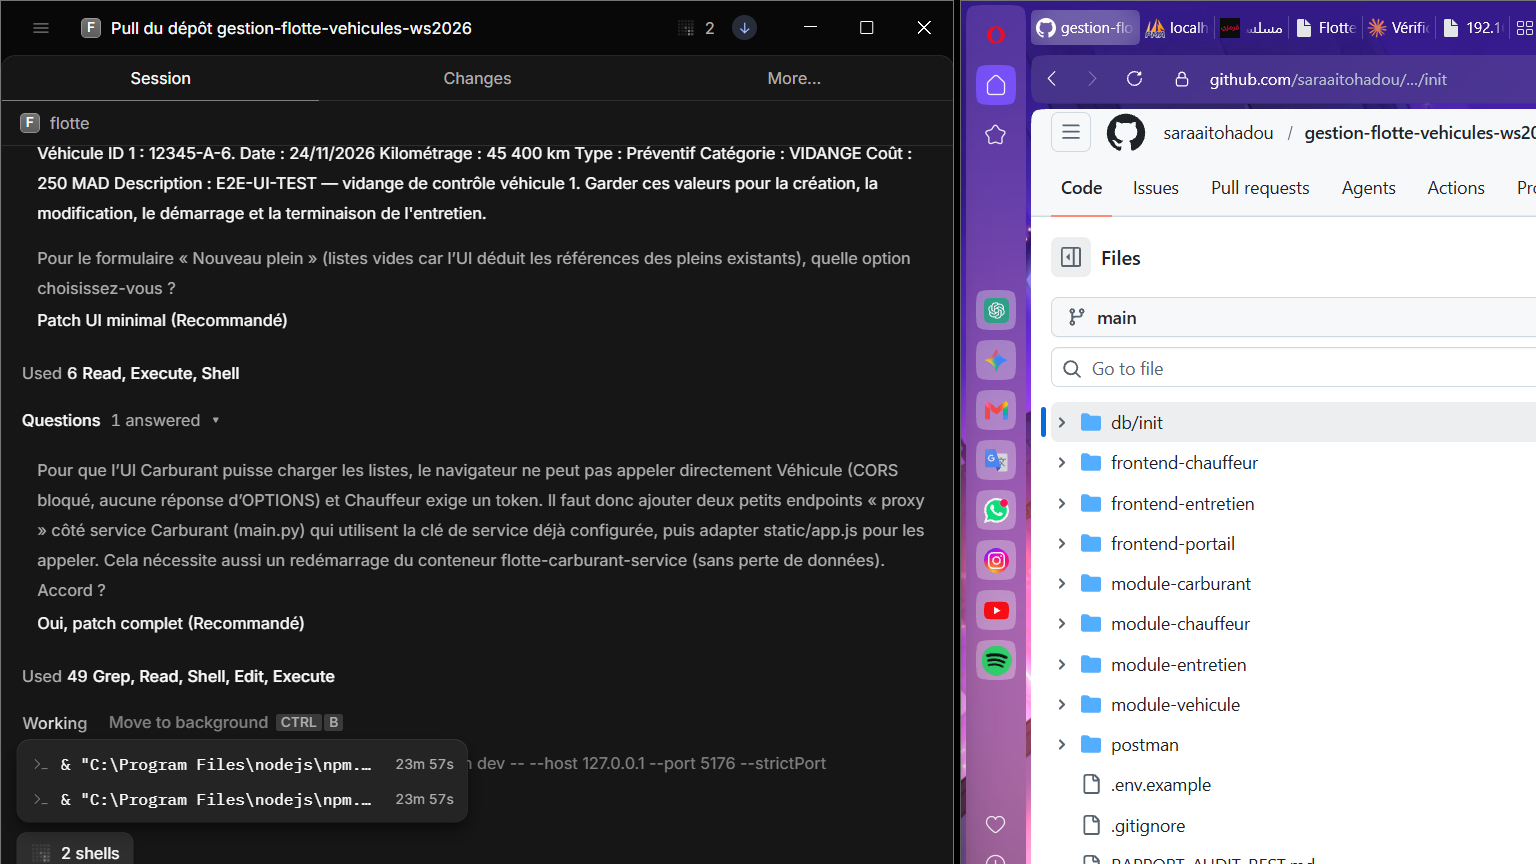 F Pull du dépôt gestion-flotte-vehicules-ws2026 2
Session Changes More...
F flotte
Véhicule ID 1 : 12345-A-6. Date : 24/11/2026 Kilométrage : 45 400 km Type : Préventif Catégorie : VIDANGE Coût :
250 MAD Description : E2E-UI-TEST — vidange de contrôle véhicule 1. Garder ces valeurs pour la création, la
modification, le démarrage et la terminaison de l'entretien.
Pour le formulaire « Nouveau plein » (listes vides car l’UI déduit les références des pleins existants), quelle option
choisissez-vous ?
Patch UI minimal (Recommandé)
Used 6 Read, Execute, Shell
Questions 1 answered
Pour que l’UI Carburant puisse charger les listes, le navigateur ne peut pas appeler directement Véhicule (CORS
bloqué, aucune réponse d’OPTIONS) et Chauffeur exige un token. Il faut donc ajouter deux petits endpoints « proxy
» côté service Carburant (main.py) qui utilisent la clé de service déjà configurée, puis adapter static/app.js pour les
appeler. Cela nécessite aussi un redémarrage du conteneur flotte-carburant-service (sans perte de données).
Accord ?
Oui, patch complet (Recommandé)
Used 49 Grep, Read, Shell, Edit, Execute
Working Move to background CTRL B
dev -- --host 127.0.0.1 --port 5176 --strictPort
& "C:\Program Files\nodejs\npm.… 23m 57s
& "C:\Program Files\nodejs\npm.… 23m 57s
2 shells
gestion-flo localh مسلس Flotte Vérific 192.1
github.com/saraaitohadou/.../init
saraaitohadou / gestion-flotte-vehicules-ws20
Code Issues Pull requests Agents Actions Pr
Files
main
Go to file
db/init
frontend-chauffeur
frontend-entretien
frontend-portail
module-carburant
module-chauffeur
module-entretien
module-vehicule
postman
.env.example
.gitignore
RAPPORT_AUDIT_REST.md